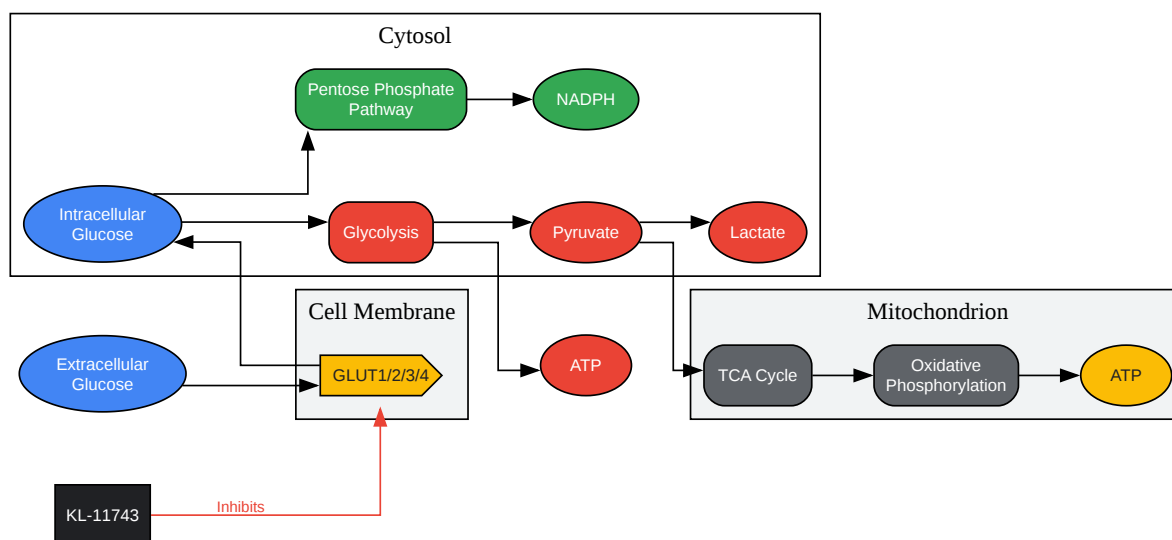 Cytosol
Pentose Phosphate
Pathway
NADPH
Intracellular
Glucose
Glycolysis
Pyruvate
Lactate
Cell Membrane
Mitochondrion
Extracellular
Glucose
GLUT1/2/3/4
ATP
TCA Cycle
Oxidative
Phosphorylation
ATP
KL-11743
Inhibits